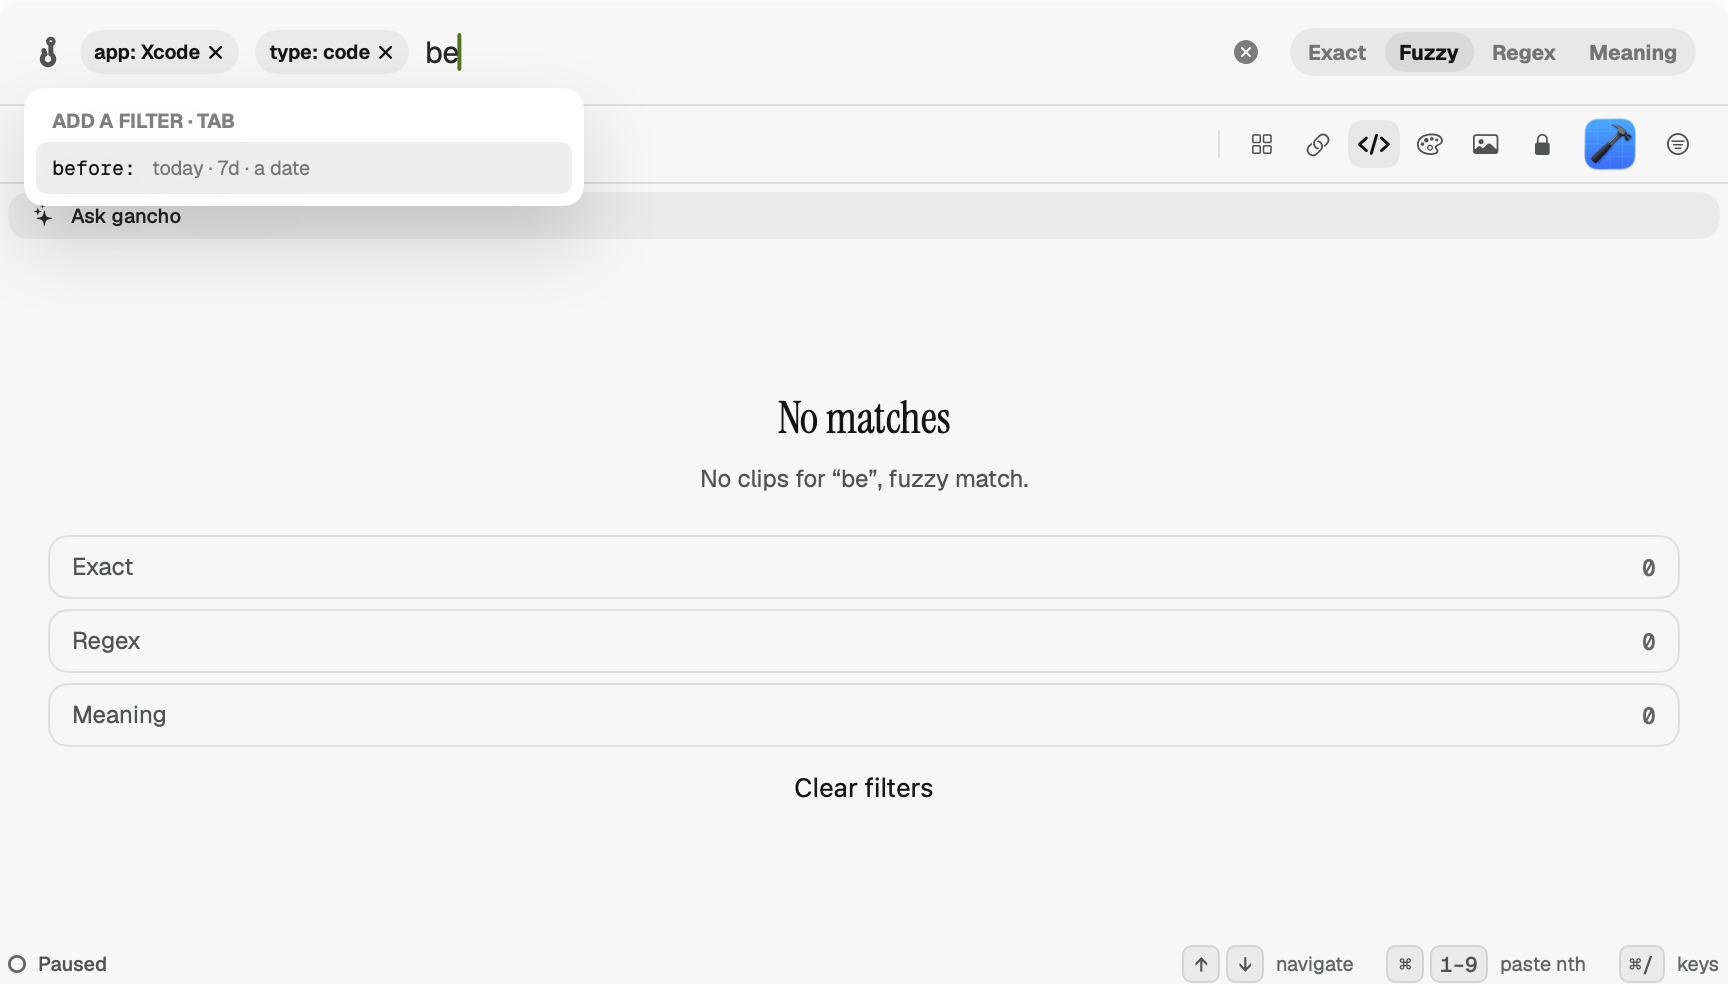 app: Xcode ✕ type: code ✕ be Exact Fuzzy Regex Meaning
ADD A FILTER · TAB
before: today · 7d · a date
</>
Ask gancho
No matches
No clips for “be”, fuzzy match.
Exact 0
Regex 0
Meaning 0
Clear filters
Paused ↑ ↓ navigate ⌘ 1–9 paste nth ⌘/ keys